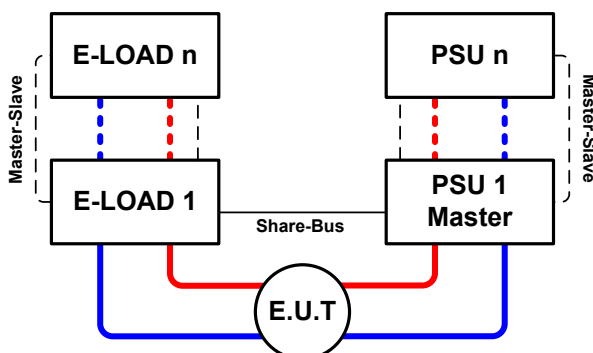 E-LOAD n
PSU n
Master-Slave
Master-Slave
E-LOAD 1
PSU 1
Master
Share-Bus
E.U.T